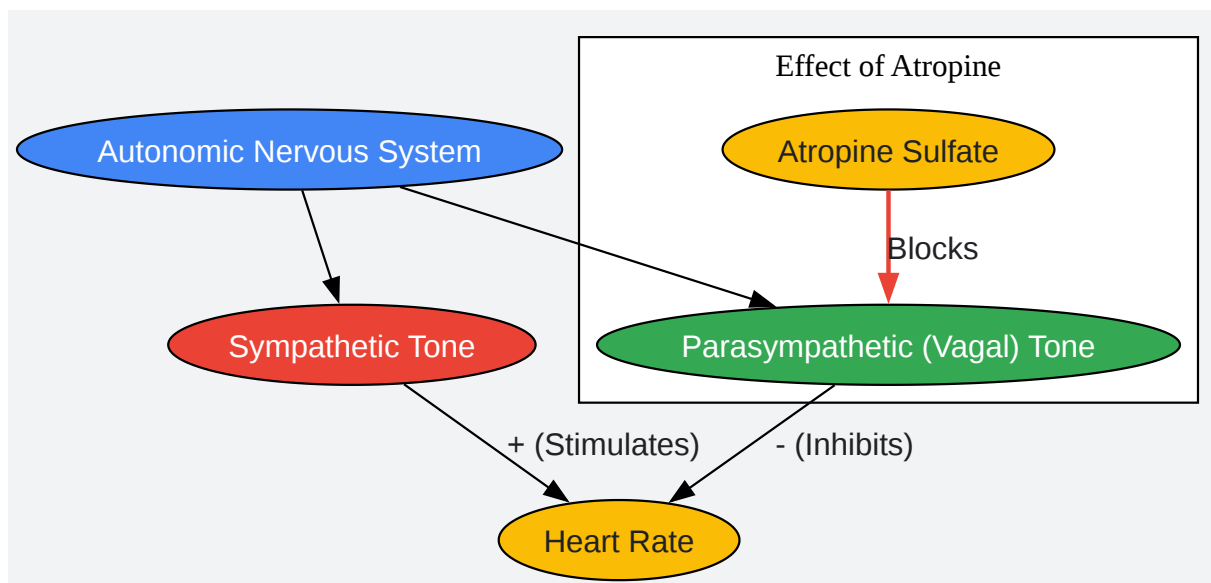 Effect of Atropine
Autonomic Nervous System
Atropine Sulfate
Blocks
Sympathetic Tone
Parasympathetic (Vagal) Tone
+ (Stimulates)
- (Inhibits)
Heart Rate